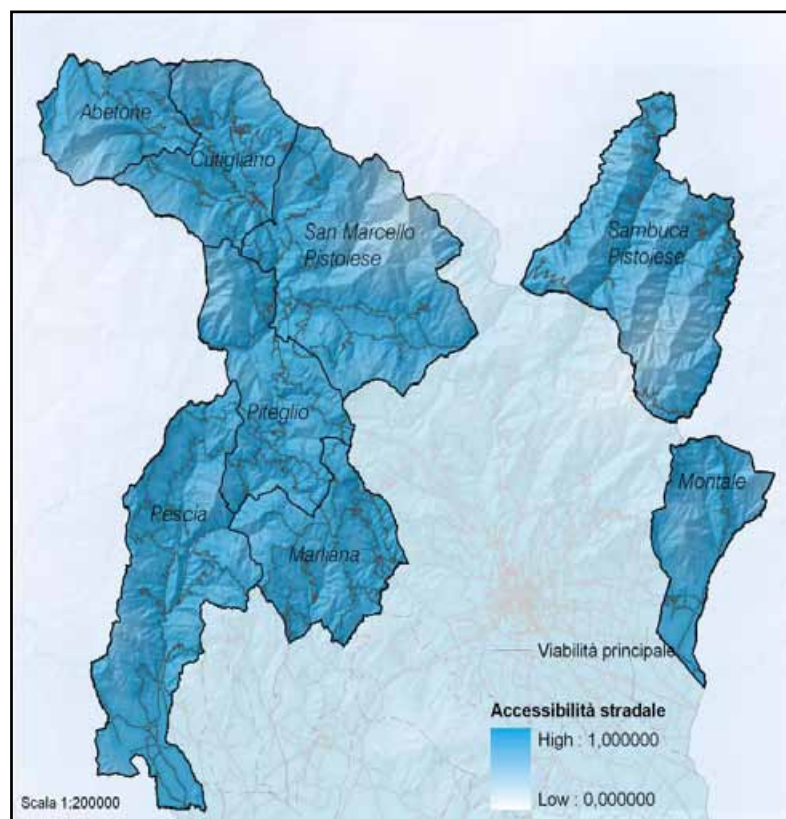 Abetone
Cutigliano
San Marcello
Pistoiese
Sambuca
Pistoiese
Piteglio
Montale
Pescia
Marliana
Viabilità principale
Accessibilità stradale
High : 1,000000
Low : 0,000000
Scala 1:200000